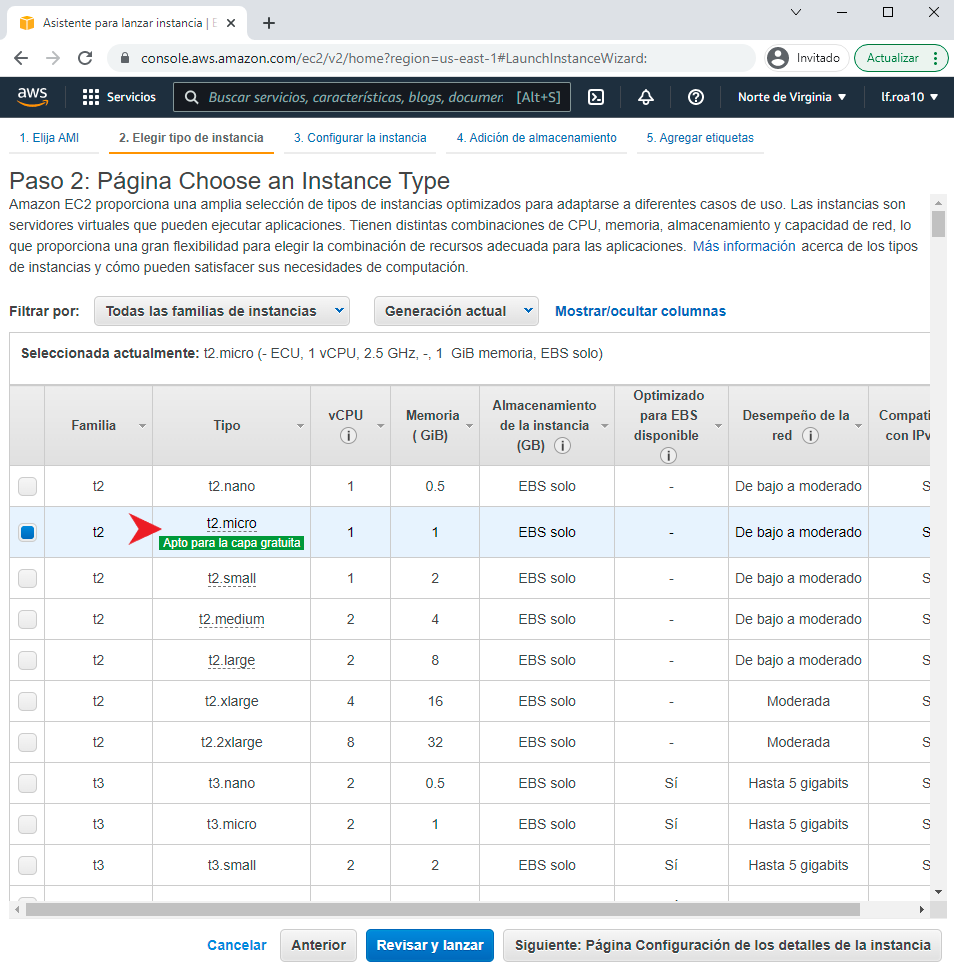 Asistente para lanzar instancia | E
console.aws.amazon.com/ec2/v2/home?region=us-east-1#LaunchInstanceWizard:
Invitado
Actualizar
aws
Servicios
Buscar servicios, características, blogs, documen [Alt+S]
Norte de Virginia
lf.roa10
1. Elija AMI
2. Elegir tipo de instancia
3. Configurar la instancia
4. Adición de almacenamiento
5. Agregar etiquetas
Paso 2: Página Choose an Instance Type
Amazon EC2 proporciona una amplia selección de tipos de instancias optimizados para adaptarse a diferentes casos de uso. Las instancias son
servidores virtuales que pueden ejecutar aplicaciones. Tienen distintas combinaciones de CPU, memoria, almacenamiento y capacidad de red, lo
que proporciona una gran flexibilidad para elegir la combinación de recursos adecuada para las aplicaciones. Más información acerca de los tipos
de instancias y cómo pueden satisfacer sus necesidades de computación.
Filtrar por: Todas las familias de instancias Generación actual Mostrar/ocultar columnas
Seleccionada actualmente: t2.micro (- ECU, 1 vCPU, 2.5 GHz, -, 1 GiB memoria, EBS solo)
Familia
Tipo
vCPU
Memoria
( GiB)
Almacenamiento
de la instancia
(GB)
Optimizado
para EBS
disponible
Desempeño de la
red
Compati
con IPv
t2 t2.nano 1 0.5 EBS solo - De bajo a moderado S
t2 t2.micro 1 1 EBS solo - De bajo a moderado S
Apto para la capa gratuita
t2 t2.small 1 2 EBS solo - De bajo a moderado S
t2 t2.medium 2 4 EBS solo - De bajo a moderado S
t2 t2.large 2 8 EBS solo - De bajo a moderado S
t2 t2.xlarge 4 16 EBS solo - Moderada S
t2 t2.2xlarge 8 32 EBS solo - Moderada S
t3 t3.nano 2 0.5 EBS solo Sí Hasta 5 gigabits S
t3 t3.micro 2 1 EBS solo Sí Hasta 5 gigabits S
t3 t3.small 2 2 EBS solo Sí Hasta 5 gigabits S
Cancelar
Anterior
Revisar y lanzar
Siguiente: Página Configuración de los detalles de la instancia